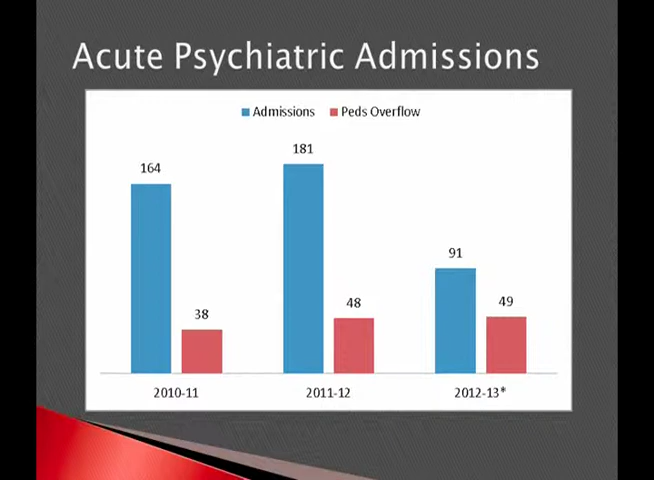 Acute Psychiatric Admissions
Admissions Peds Overflow
164 38 181 48 91 49
2010-11 2011-12 2012-13*